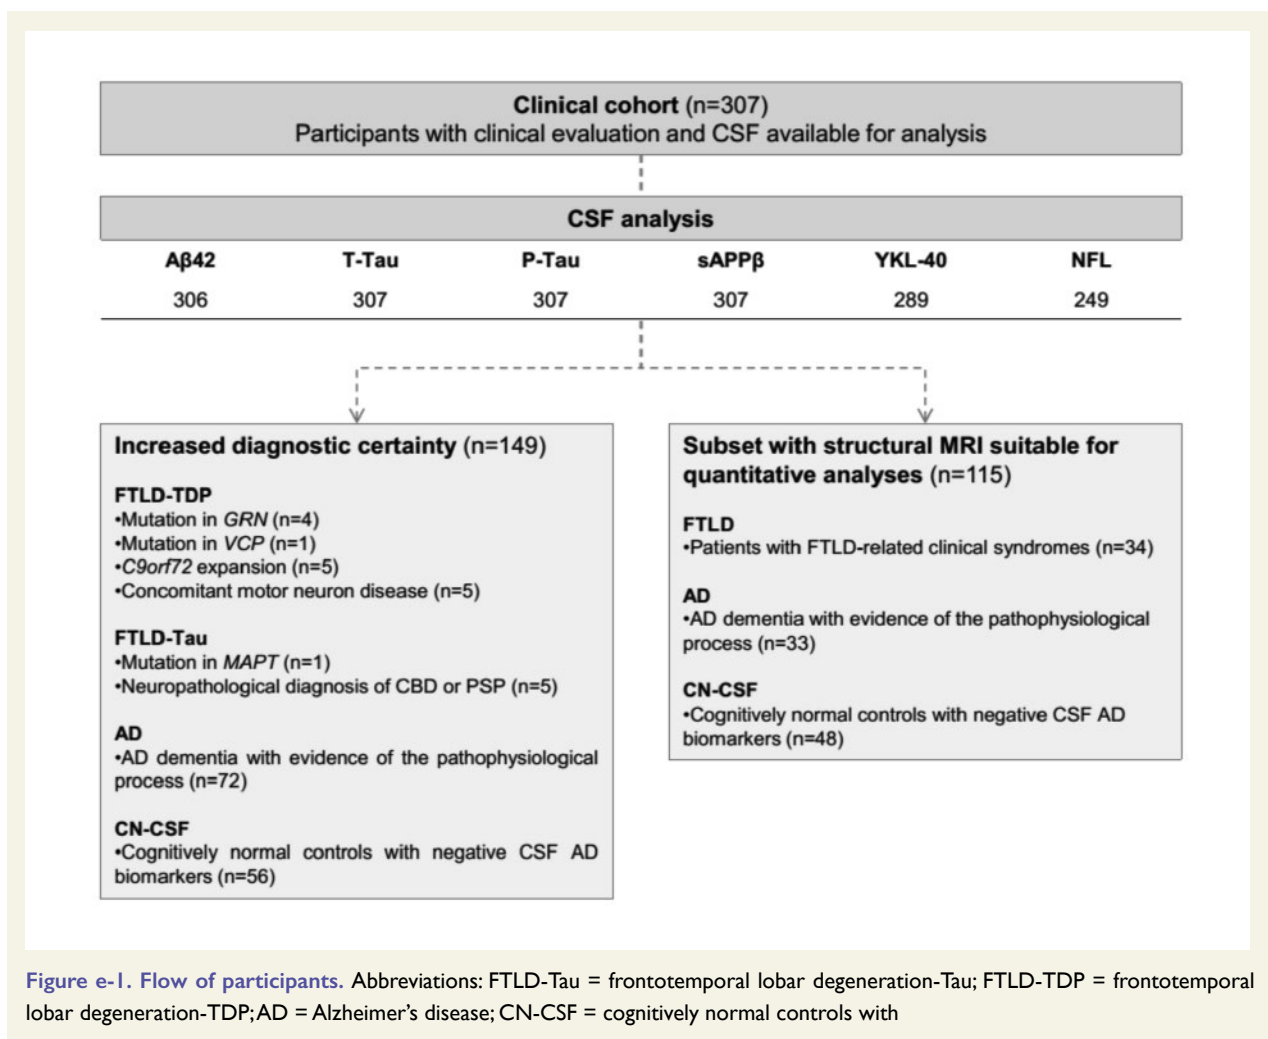 Clinical cohort (n=307)
Participants with clinical evaluation and CSF available for analysis
CSF analysis
Aβ42 T-Tau P-Tau sAPPβ YKL-40 NFL
306 307 307 307 289 249
Increased diagnostic certainty (n=149)
FTLD-TDP
•Mutation in GRN (n=4)
•Mutation in VCP (n=1)
•C9orf72 expansion (n=5)
•Concomitant motor neuron disease (n=5)
FTLD-Tau
•Mutation in MAPT (n=1)
•Neuropathological diagnosis of CBD or PSP (n=5)
AD
•AD dementia with evidence of the pathophysiological
process (n=72)
CN-CSF
•Cognitively normal controls with negative CSF AD
biomarkers (n=56)
Subset with structural MRI suitable for
quantitative analyses (n=115)
FTLD
•Patients with FTLD-related clinical syndromes (n=34)
AD
•AD dementia with evidence of the pathophysiological
process (n=33)
CN-CSF
•Cognitively normal controls with negative CSF AD
biomarkers (n=48)
Figure e-1. Flow of participants. Abbreviations: FTLD-Tau = frontotemporal lobar degeneration-Tau; FTLD-TDP = frontotemporal
lobar degeneration-TDP; AD = Alzheimer's disease; CN-CSF = cognitively normal controls with